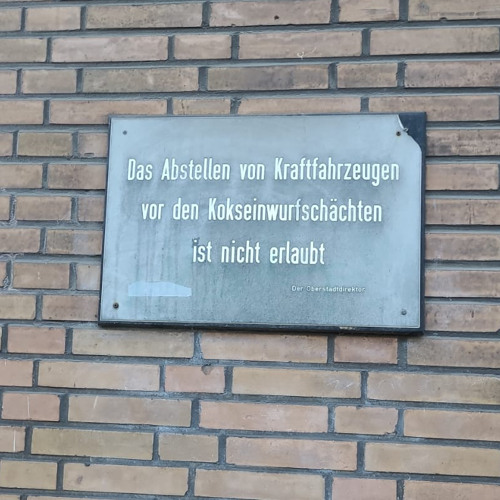 Das Abstellen von Kraftfahrzeugen
vor den Kokseinwurfschächten
ist nicht erlaubt
Der Oberstadtdirektor